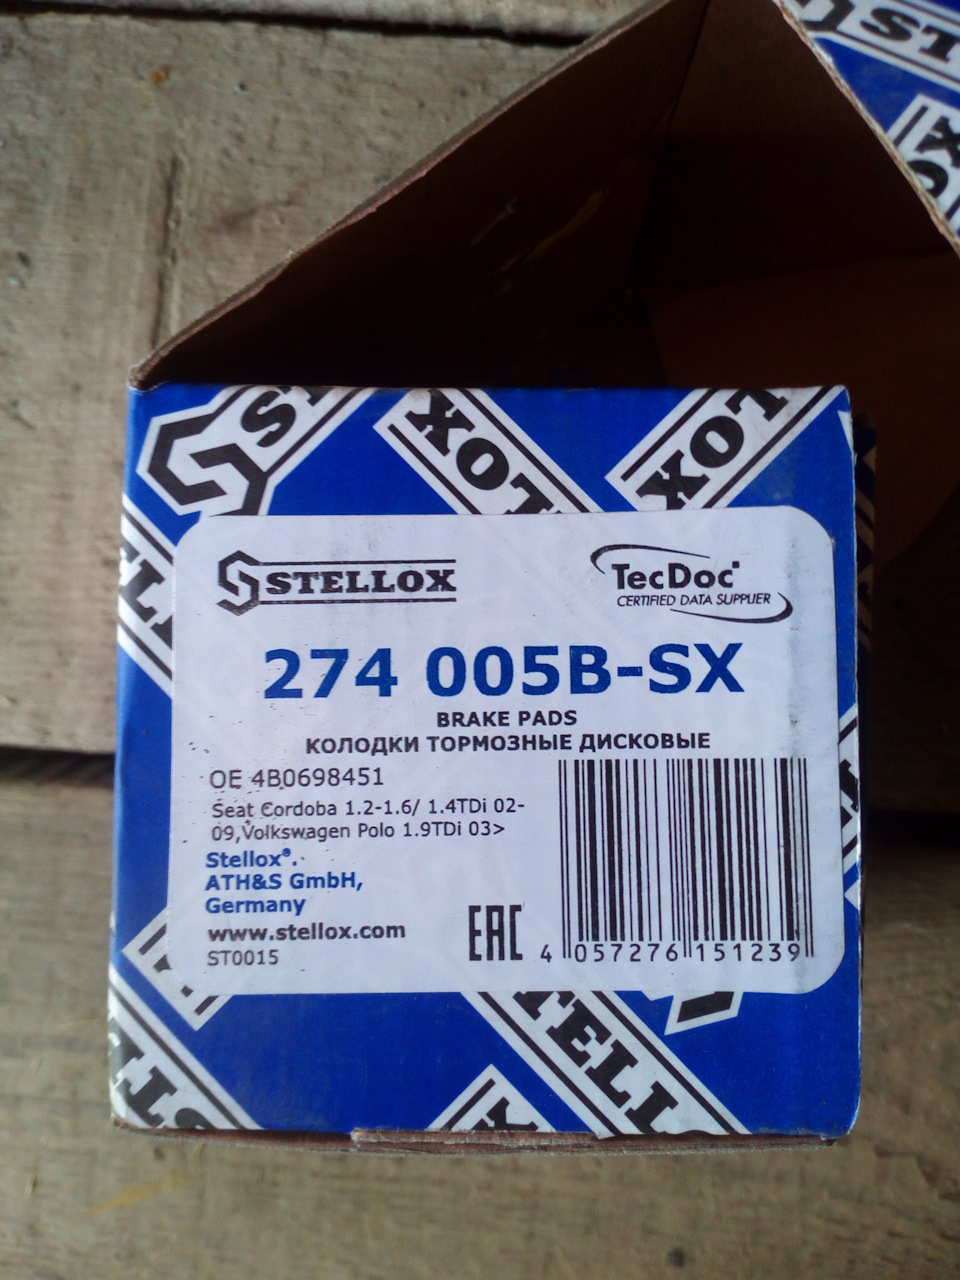 STELLOX
TecDoc
CERTIFIED DATA SUPPLIER
274 005B-SX
BRAKE PADS
КОЛОДКИ ТОРМОЗНЫЕ ДИСКОВЫЕ
OE 4B0698451
Seat Cordoba 1.2-1.6/ 1.4TDi 02-
09,Volkswagen Polo 1.9TDi 03>
Stellox®.
ATH&S GmbH,
Germany
www.stellox.com
ST0015
EAC
4 057276 151239